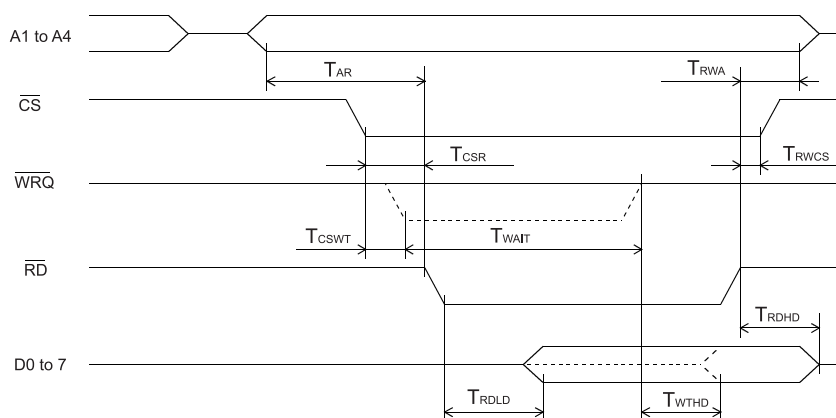 A1 to A4
TAR
TRWA
CS
TCSR
TRWCS
WRQ
TCSWT
TWAIT
RD
TRDHD
D0 to 7
TRDLD
TWTHD